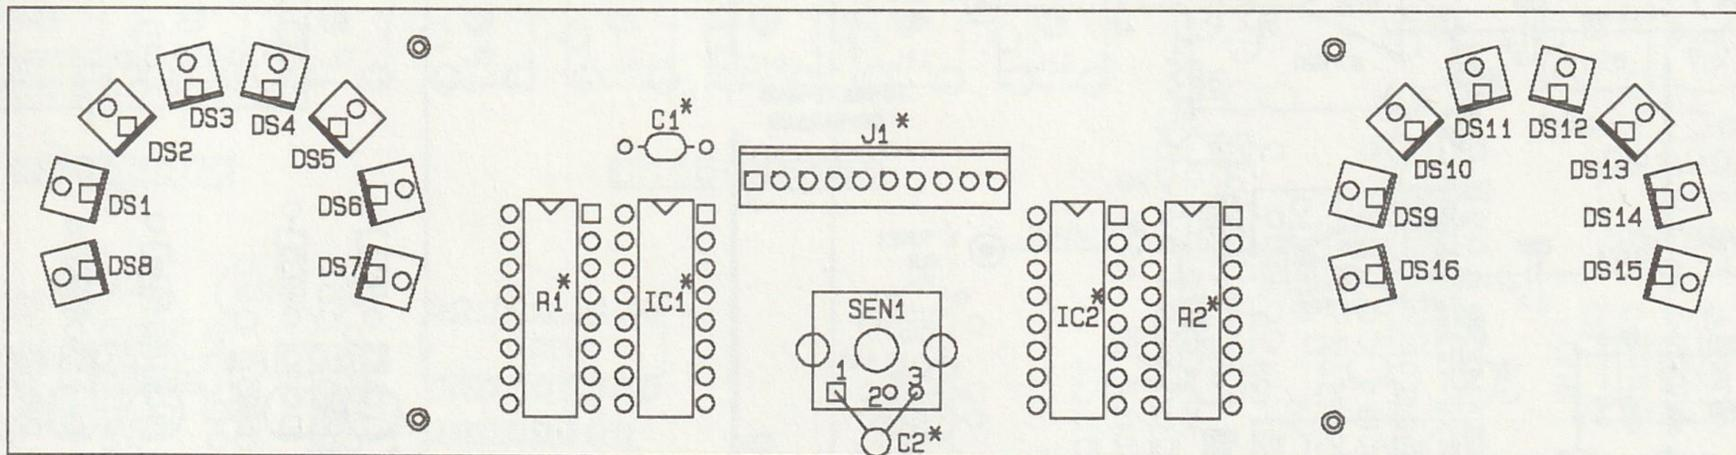 DS1
DS2
DS3
DS4
DS5
DS6
DS7
DS8
C1*
J1*
R1*
IC1*
SEN1
1
2
3
C2*
IC2*
R2*
DS9
DS10
DS11
DS12
DS13
DS14
DS15
DS16